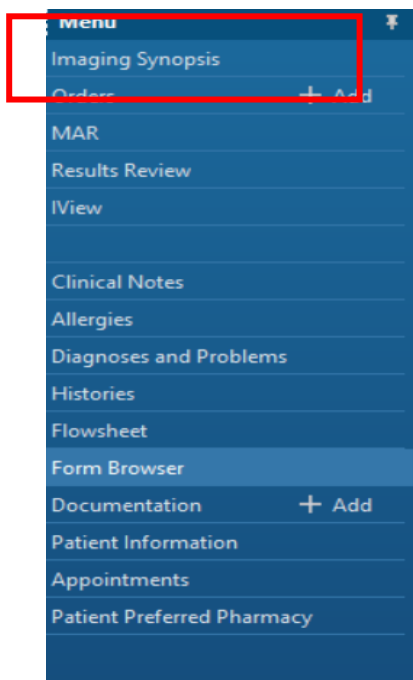 Menu
Imaging Synopsis
Orders + Add
MAR
Results Review
IView
Clinical Notes
Allergies
Diagnoses and Problems
Histories
Flowsheet
Form Browser
Documentation + Add
Patient Information
Appointments
Patient Preferred Pharmacy